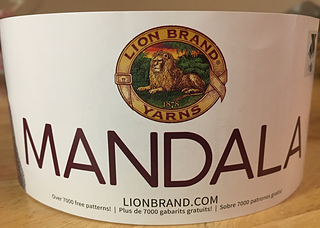 LION BRAND
1878
YARNS
MANDALA
LIONBRAND.COM
Over 7000 free patterns! | Plus de 7000 gabarits gratuits! | Sobre 7000 patrones gratis!